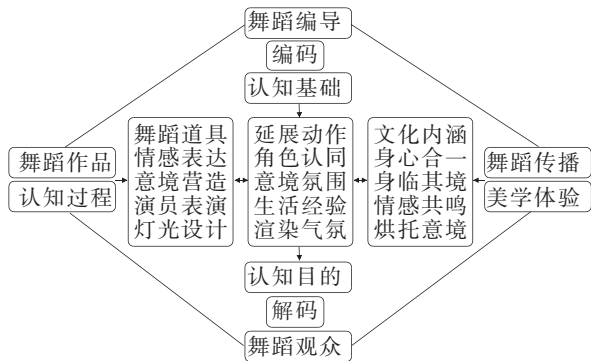 舞蹈编导
编码
认知基础
舞蹈作品
认知过程
舞蹈道具
情感表达
意境营造
演员表演
灯光设计
延展动作
角色认同
意境氛围
生活经验
渲染气氛
文化内涵
身心合一
身临其境
情感共鸣
烘托意境
舞蹈传播
美学体验
认知目的
解码
舞蹈观众